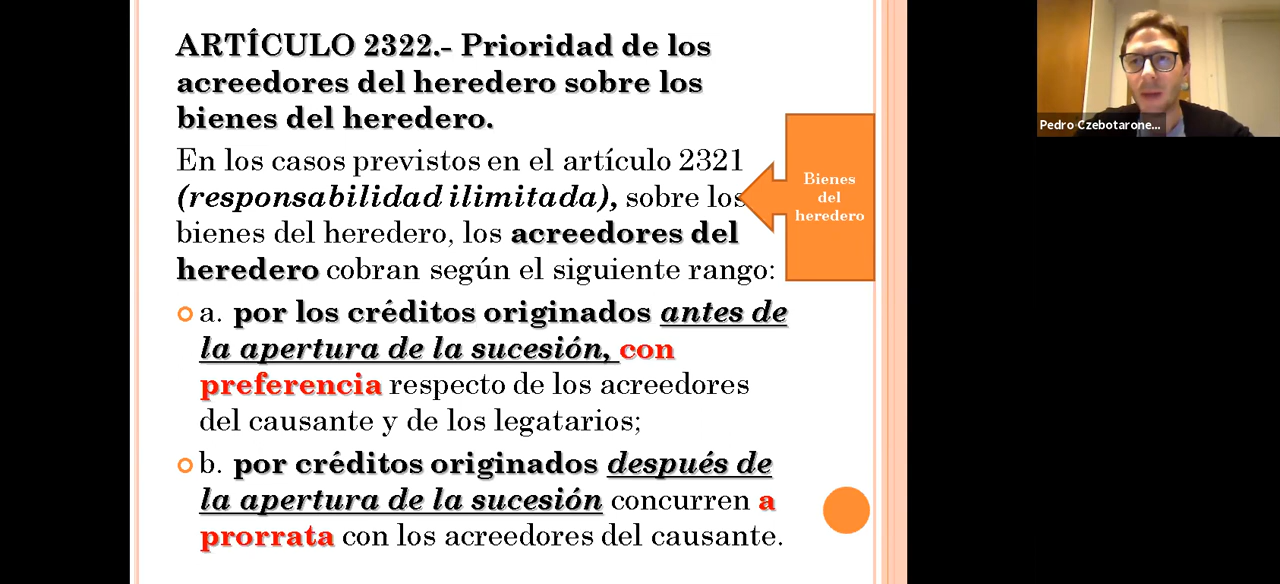 ARTÍCULO 2322.- Prioridad de los
acreedores del heredero sobre los
bienes del heredero.
En los casos previstos en el artículo 2321
(responsabilidad ilimitada), sobre los
bienes del heredero, los acreedores del
heredero cobran según el siguiente rango:
a. por los créditos originados antes de
la apertura de la sucesión, con
preferencia respecto de los acreedores
del causante y de los legatarios;
b. por créditos originados después de
la apertura de la sucesión concurren a
prorrata con los acreedores del causante.
Bienes
del
heredero
Pedro Czebotarone...